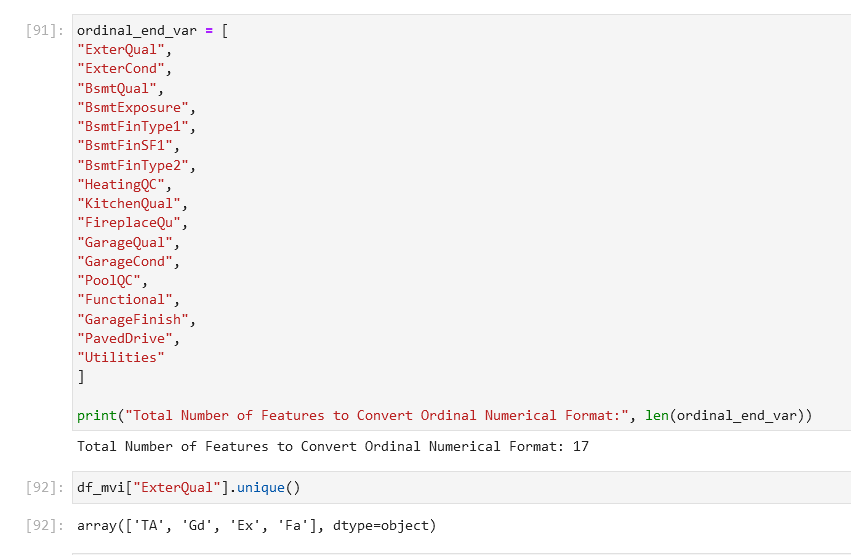 [91]: ordinal_end_var = [
"ExterQual",
"ExterCond",
"BsmtQual",
"BsmtExposure",
"BsmtFinType1",
"BsmtFinSF1",
"BsmtFinType2",
"HeatingQC",
"KitchenQual",
"FireplaceQu",
"GarageQual",
"GarageCond",
"PoolQC",
"Functional",
"GarageFinish",
"PavedDrive",
"Utilities"
]
print("Total Number of Features to Convert Ordinal Numerical Format:", len(ordinal_end_var))
Total Number of Features to Convert Ordinal Numerical Format: 17
[92]: df_mvi["ExterQual"].unique()
[92]: array(['TA', 'Gd', 'Ex', 'Fa'], dtype=object)